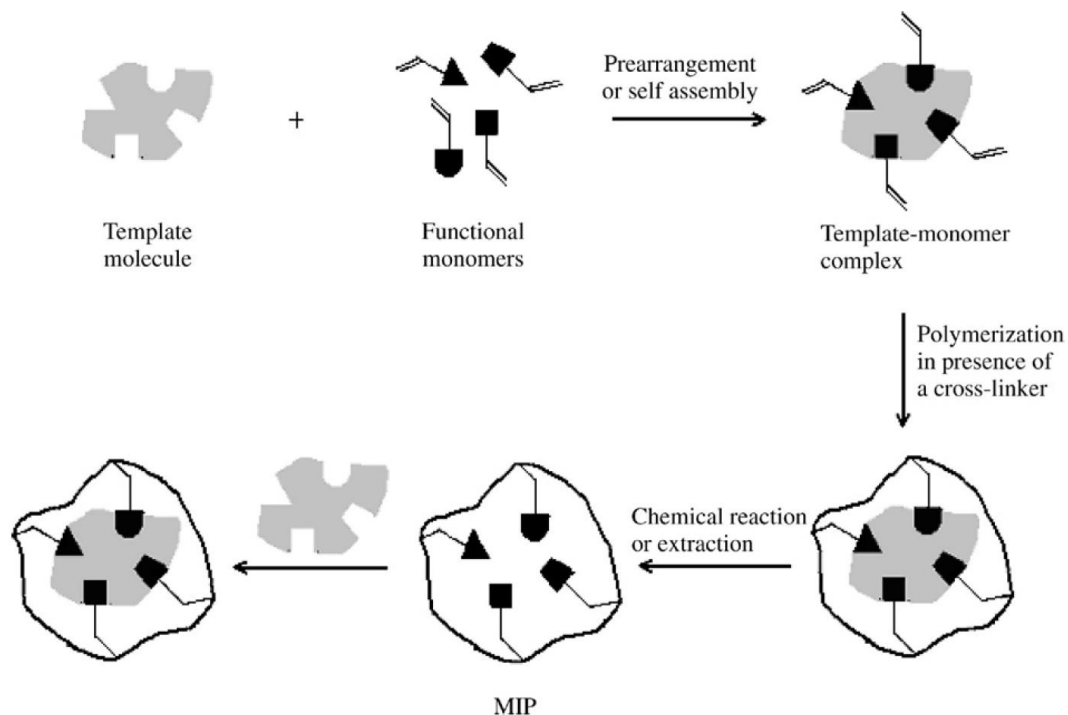 Prearrangement
or self assembly
+
Template
molecule
Functional
monomers
Template-monomer
complex
Polymerization
in presence of
a cross-linker
Chemical reaction
or extraction
MIP